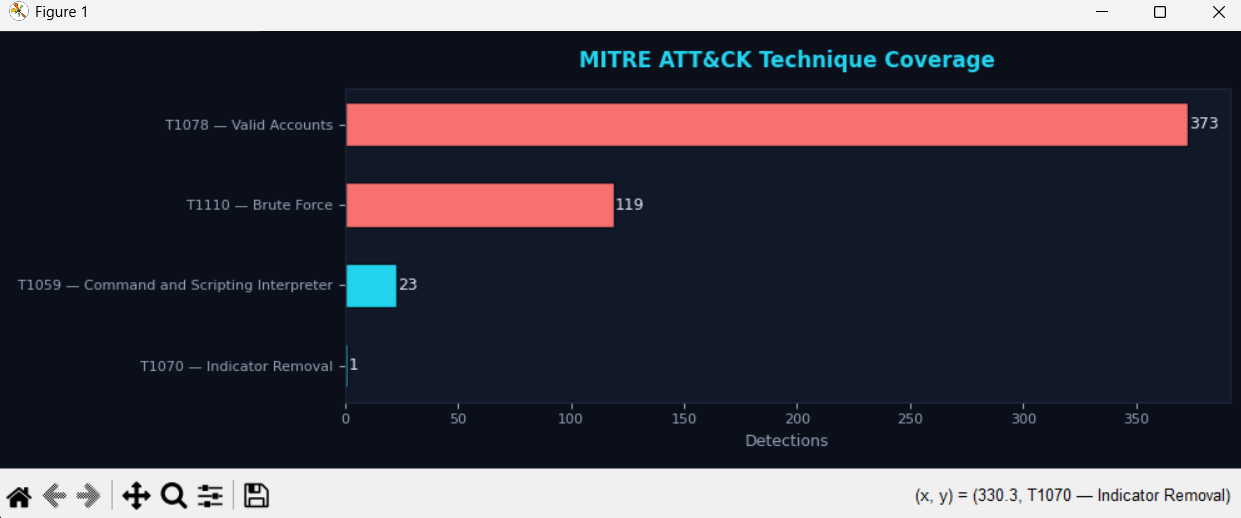 Figure 1
MITRE ATT&CK Technique Coverage
T1078 — Valid Accounts
373
T1110 — Brute Force
119
T1059 — Command and Scripting Interpreter
23
T1070 — Indicator Removal
1
0 50 100 150 200 250 300 350
Detections
(x, y) = (330.3, T1070 — Indicator Removal)